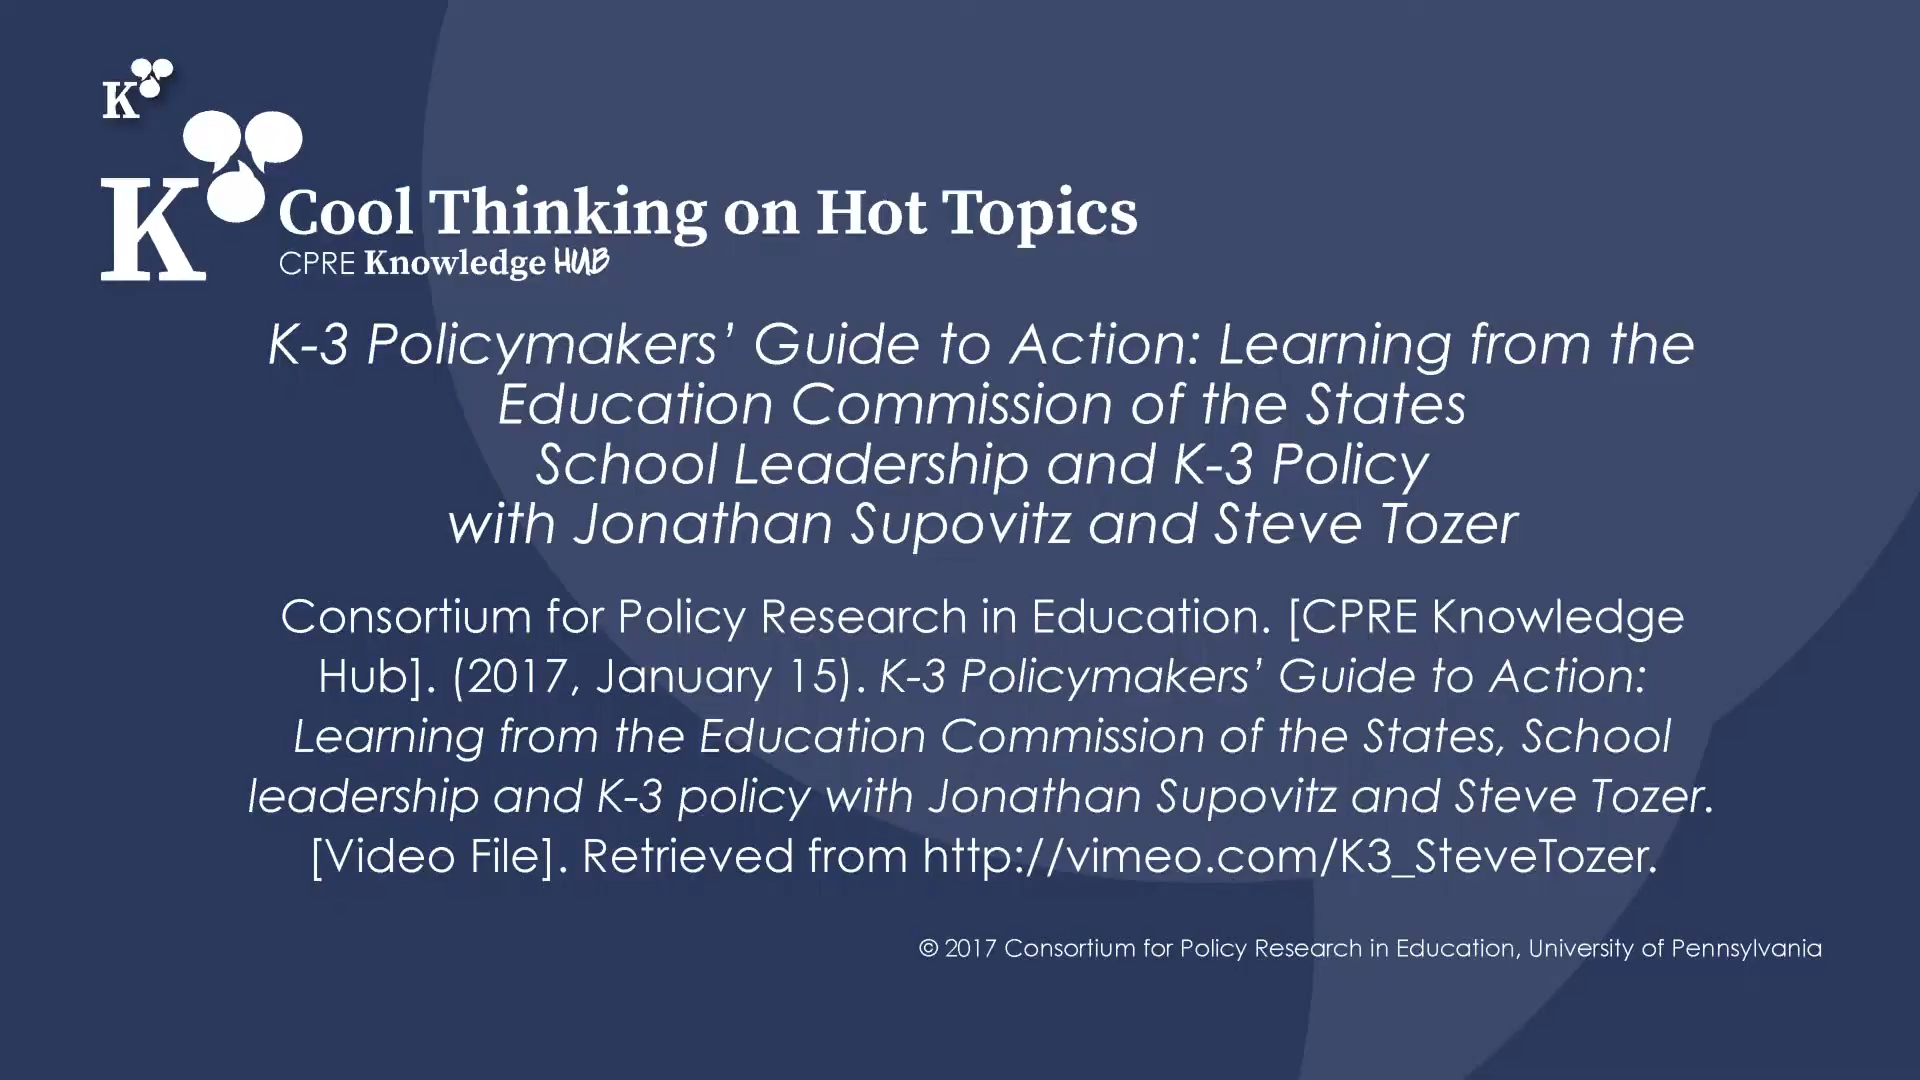 K
K
Cool Thinking on Hot Topics
CPRE Knowledge HUB
K-3 Policymakers’ Guide to Action: Learning from the
Education Commission of the States
School Leadership and K-3 Policy
with Jonathan Supovitz and Steve Tozer
Consortium for Policy Research in Education. [CPRE Knowledge
Hub]. (2017, January 15). K-3 Policymakers’ Guide to Action:
Learning from the Education Commission of the States, School
leadership and K-3 policy with Jonathan Supovitz and Steve Tozer.
[Video File]. Retrieved from http://vimeo.com/K3_SteveTozer.
© 2017 Consortium for Policy Research in Education, University of Pennsylvania